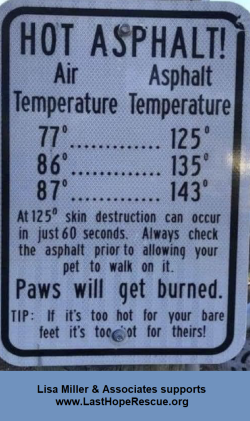 HOT ASPHALT!
Air Asphalt
Temperature Temperature
77°.............125°
86°.............135°
87°.............143°
At 125° skin destruction can occur
in just 60 seconds. Always check
the asphalt prior to allowing your
pet to walk on it.
Paws will get burned.
TIP: If it's too hot for your bare
feet it's too ot for theirs!
Lisa Miller & Associates supports
www.LastHopeRescue.org